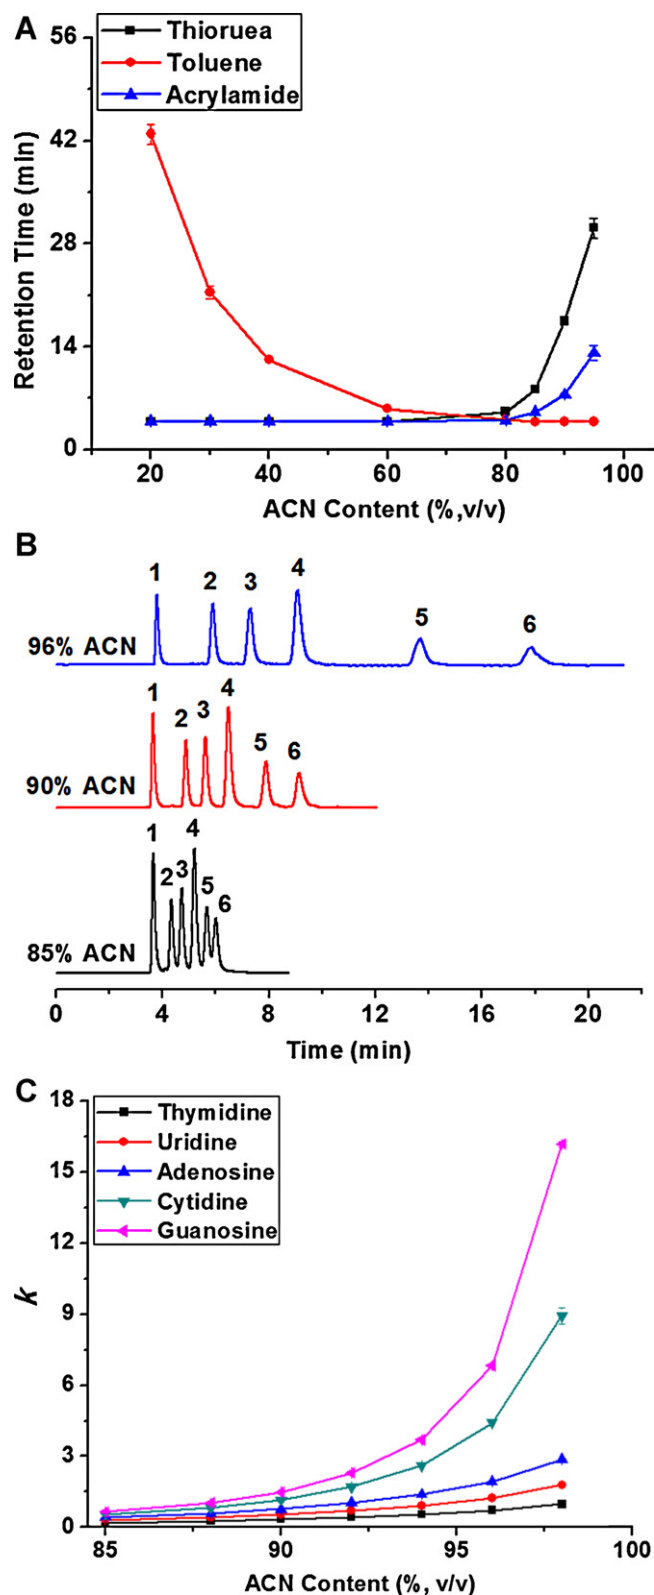 A
Thioruea
Toluene
Acrylamide
56
42
28
14
0
Retention Time (min)
20 40 60 80 100
ACN Content (%,v/v)
B
1 2 3 4 5 6
96% ACN
1 2 3 4 5 6
90% ACN
1 2 3 4 5 6
85% ACN
0 4 8 12 16 20
Time (min)
C
Thymidine
Uridine
Adenosine
Cytidine
Guanosine
18
15
12
9
6
3
0
k
85 90 95 100
ACN Content (%, v/v)